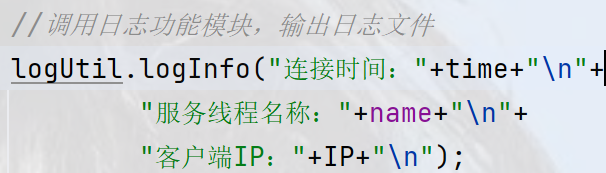 //调用日志功能模块，输出日志文件
logUtil.logInfo("连接时间："+time+"\n"+
"服务线程名称："+name+"\n"+
"客户端IP："+IP+"\n");